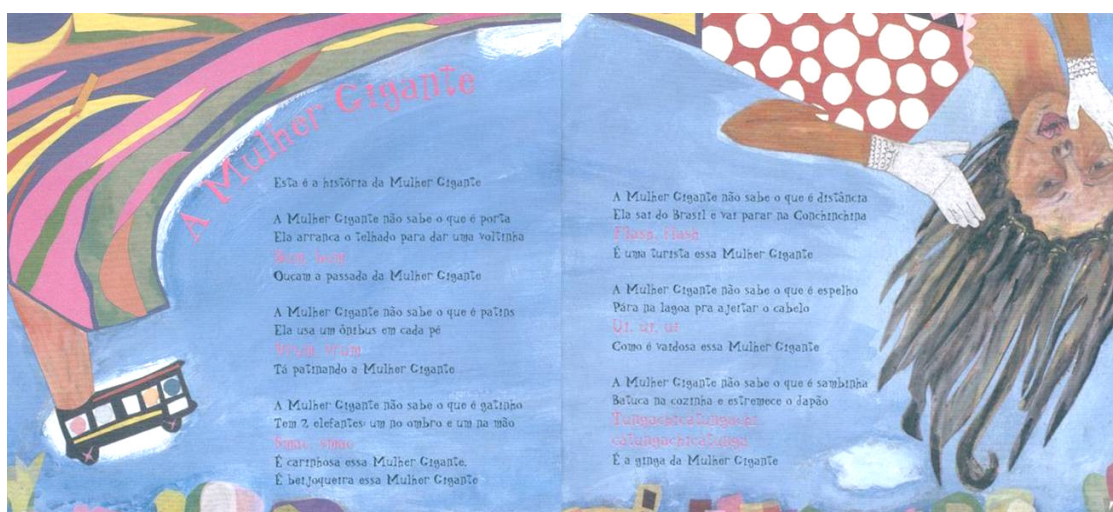 A Mulher Gigante
Esta é a história da Mulher Gigante
A Mulher Gigante não sabe o que é porta
Ela arranca o telhado para dar uma voltinha
Bum, bum
Ouçam a passada da Mulher Gigante
A Mulher Gigante não sabe o que é patins
Ela usa um ônibus em cada pé
Vrum, vrum
Tá patinando a Mulher Gigante
A Mulher Gigante não sabe o que é gatinho
Tem 2 elefantes: um no ombro e um na mão
Smac, smac
É carinhosa essa Mulher Gigante.
É beijoqueira essa Mulher Gigante
A Mulher Gigante não sabe o que é distância
Ela sai do Brasil e vai parar na Conchinchina
Flash, flash
É uma turista essa Mulher Gigante
A Mulher Gigante não sabe o que é espelho
Pára na lagoa pra ajeitar o cabelo
Ui, ui, ui
Como é vaidosa essa Mulher Gigante
A Mulher Gigante não sabe o que é sambinha
Batuca na cozinha e estremece o Japão
Tungachicatungachi
catungachicatunga
É a ginga da Mulher Gigante